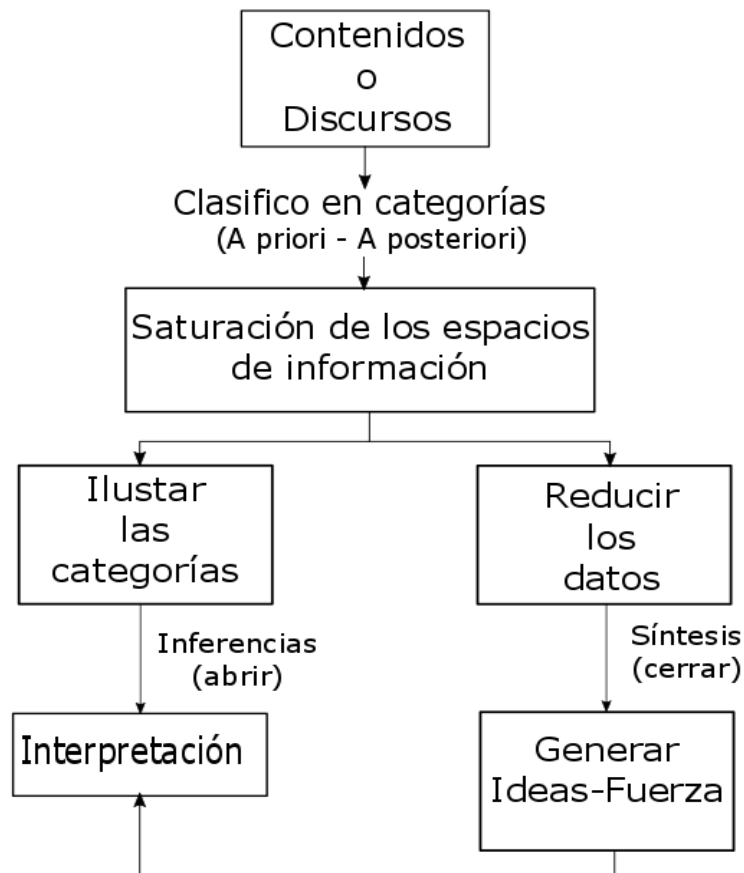 Contenidos
o
Discursos
Clasifico en categorías
(A priori - A posteriori)
Saturación de los espacios
de información
Ilustar
las
categorías
Reducir
los
datos
Inferencias
(abrir)
Síntesis
(cerrar)
Interpretación
Generar
Ideas-Fuerza